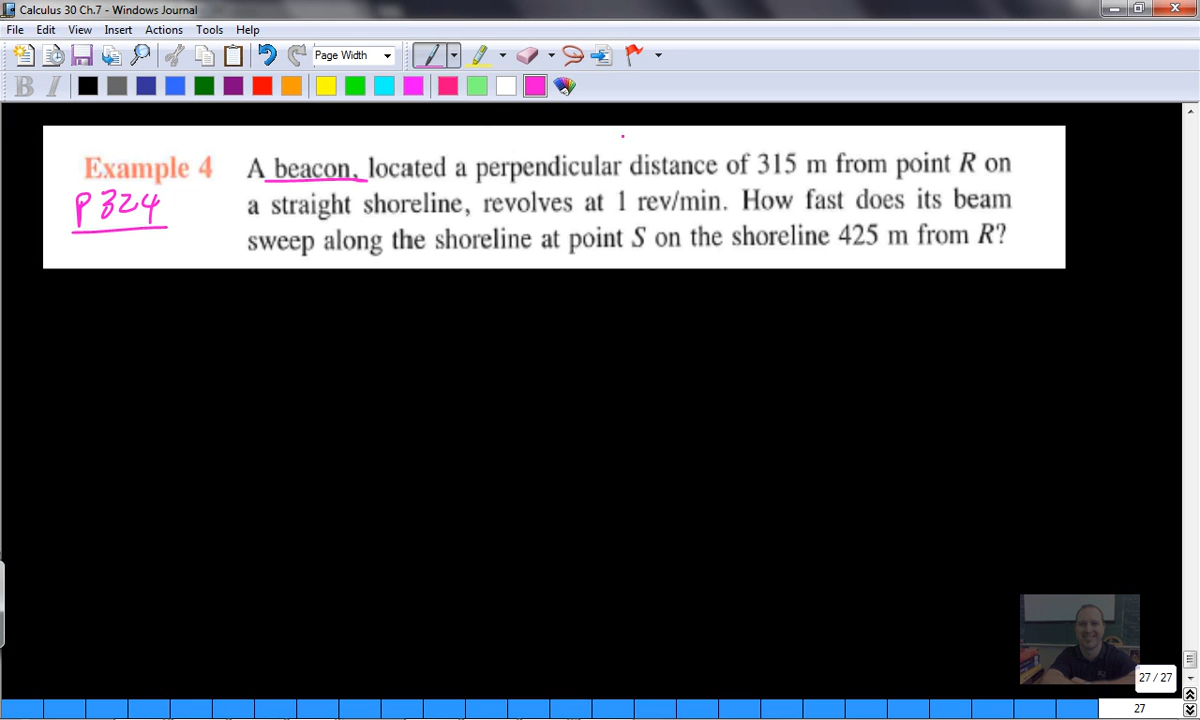 Calculus 30 Ch.7 - Windows Journal
File Edit View Insert Actions Tools Help
Page Width
B I
Example 4 A beacon, located a perpendicular distance of 315 m from point R on
P324 a straight shoreline, revolves at 1 rev/min. How fast does its beam
sweep along the shoreline at point S on the shoreline 425 m from R?
27 / 27
27